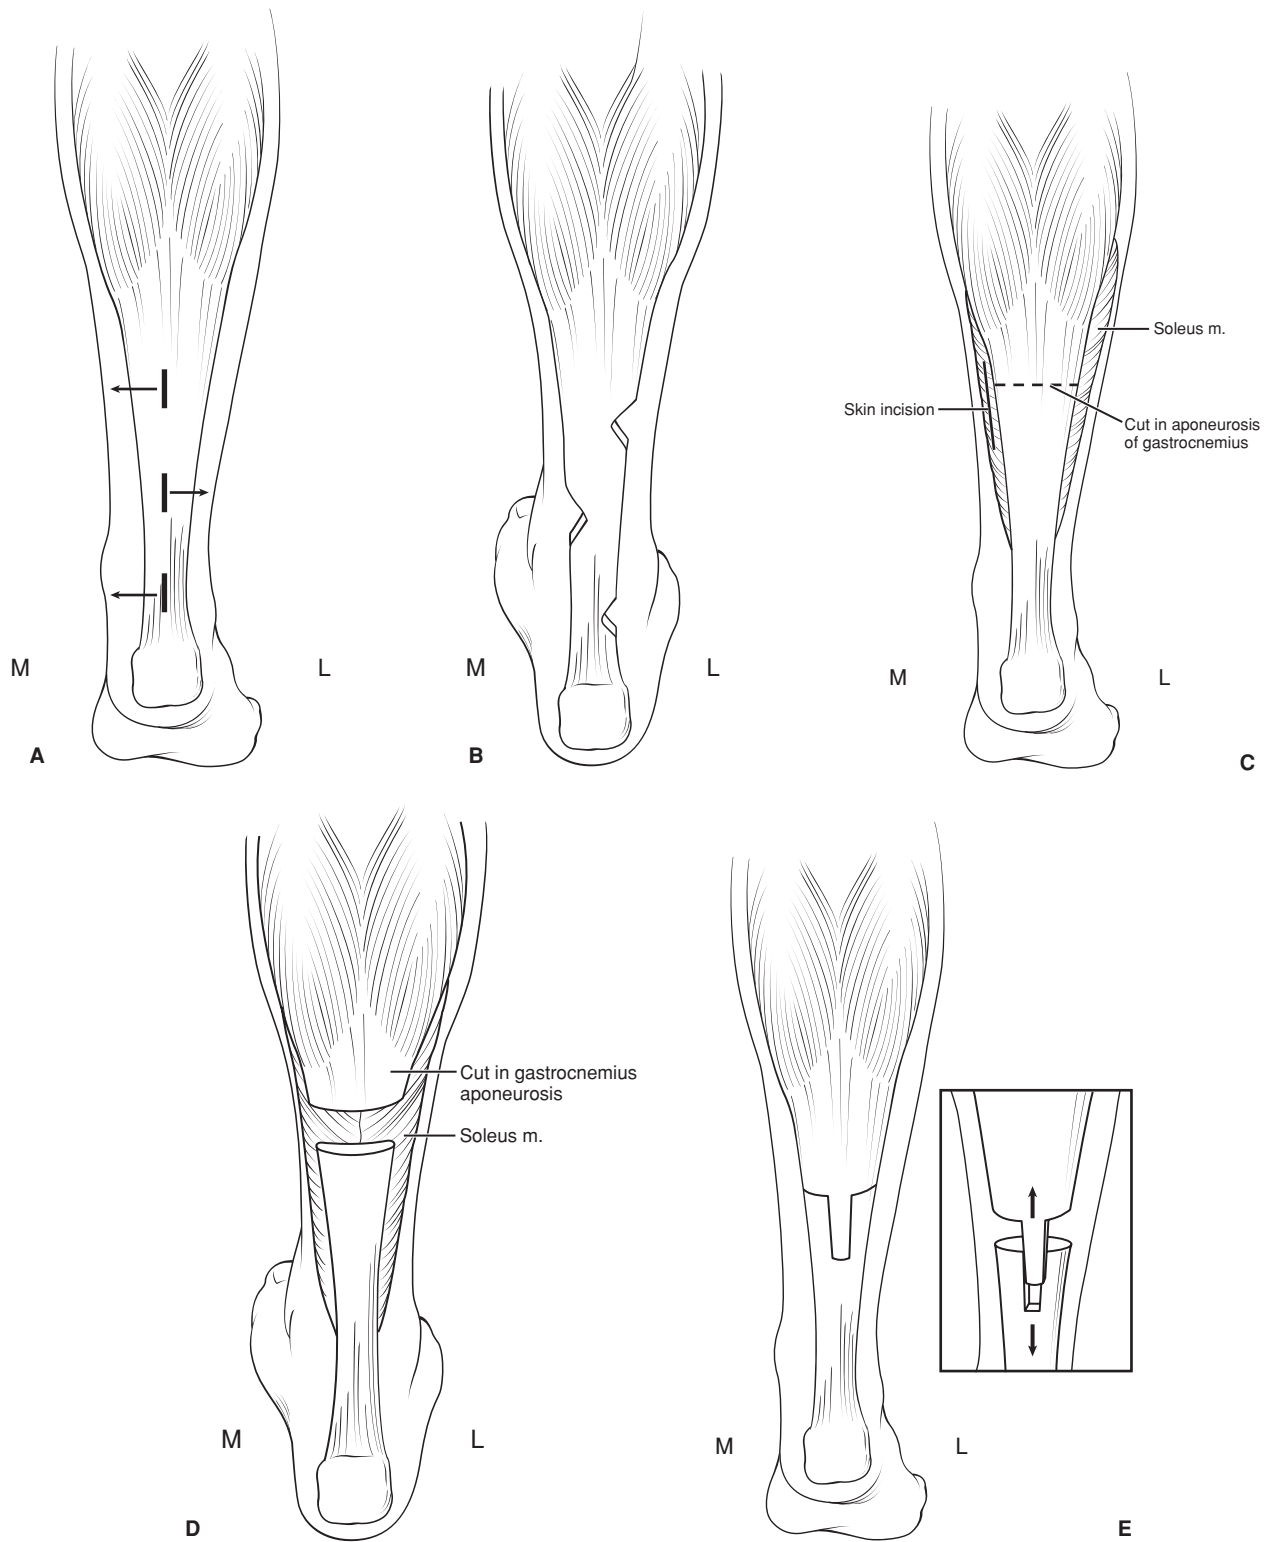 M
L
A
M
L
B
Soleus m.
Skin incision
Cut in aponeurosis
of gastrocnemius
M
L
C
Cut in gastrocnemius
aponeurosis
Soleus m.
M
L
D
M
L
E